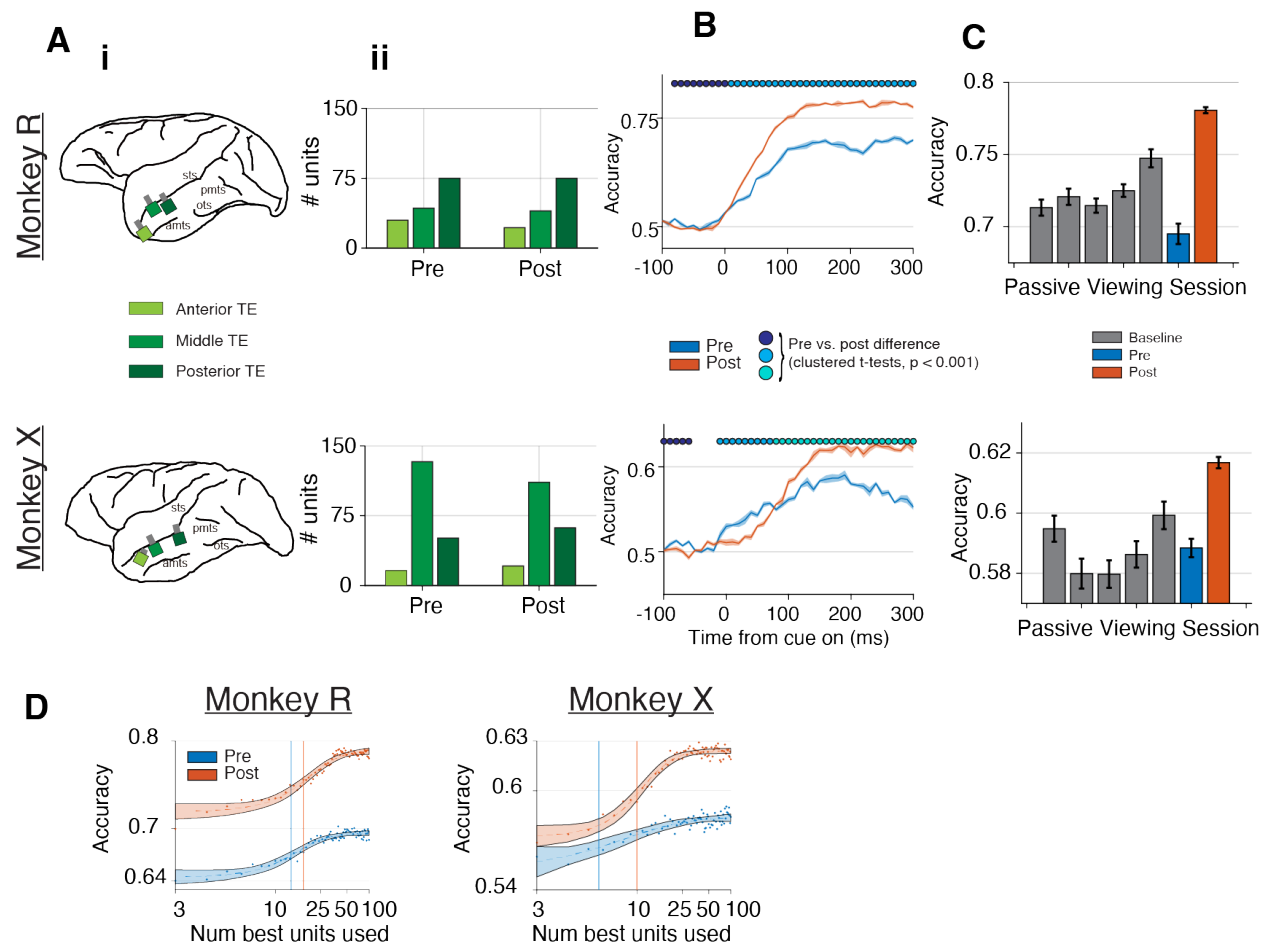 A
i
ii
B
C
Monkey R
sts
pmts
ots
amts
# units
150
75
0
Pre
Post
Accuracy
0.75
0.5
-100
0
100
200
300
Accuracy
0.8
0.75
0.7
Passive Viewing Session
Anterior TE
Middle TE
Posterior TE
Pre
Post
Pre vs. post difference
(clustered t-tests, p < 0.001)
Baseline
Pre
Post
Monkey X
sts
pmts
ots
amts
# units
150
75
0
Pre
Post
Accuracy
0.6
0.5
-100
0
100
200
300
Time from cue on (ms)
Accuracy
0.62
0.6
0.58
Passive Viewing Session
D
Monkey R
Accuracy
0.8
0.7
0.64
Pre
Post
3
10
25
50
100
Num best units used
Monkey X
Accuracy
0.63
0.6
0.54
3
10
25
50
100
Num best units used